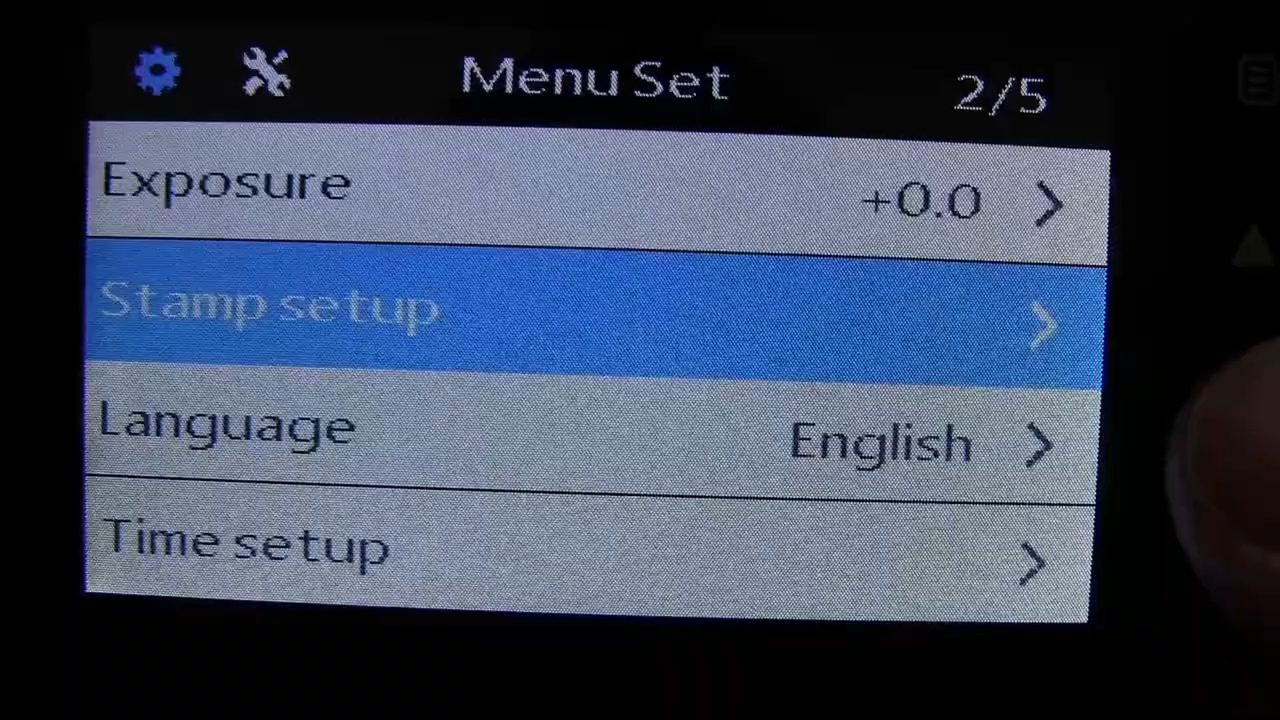 Menu Set 2/5
Exposure +0.0
Stamp setup
Language English
Time setup